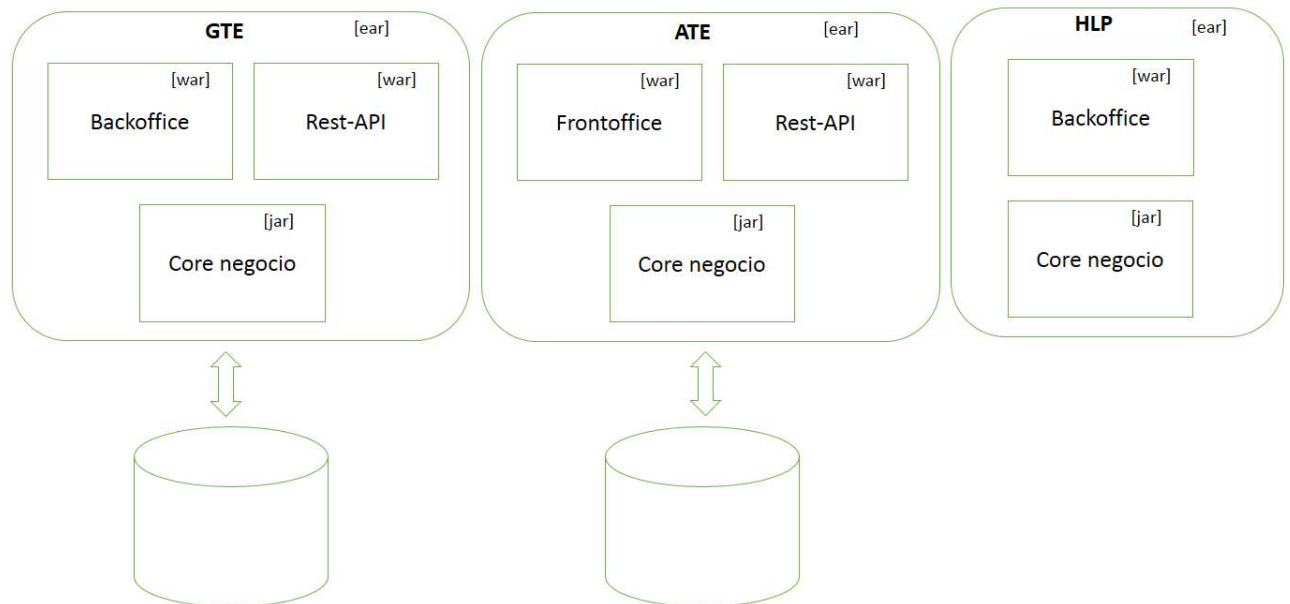 GTE [ear]
[war]
Backoffice
[war]
Rest-API
[jar]
Core negocio
ATE [ear]
[war]
Frontoffice
[war]
Rest-API
[jar]
Core negocio
HLP [ear]
[war]
Backoffice
[jar]
Core negocio